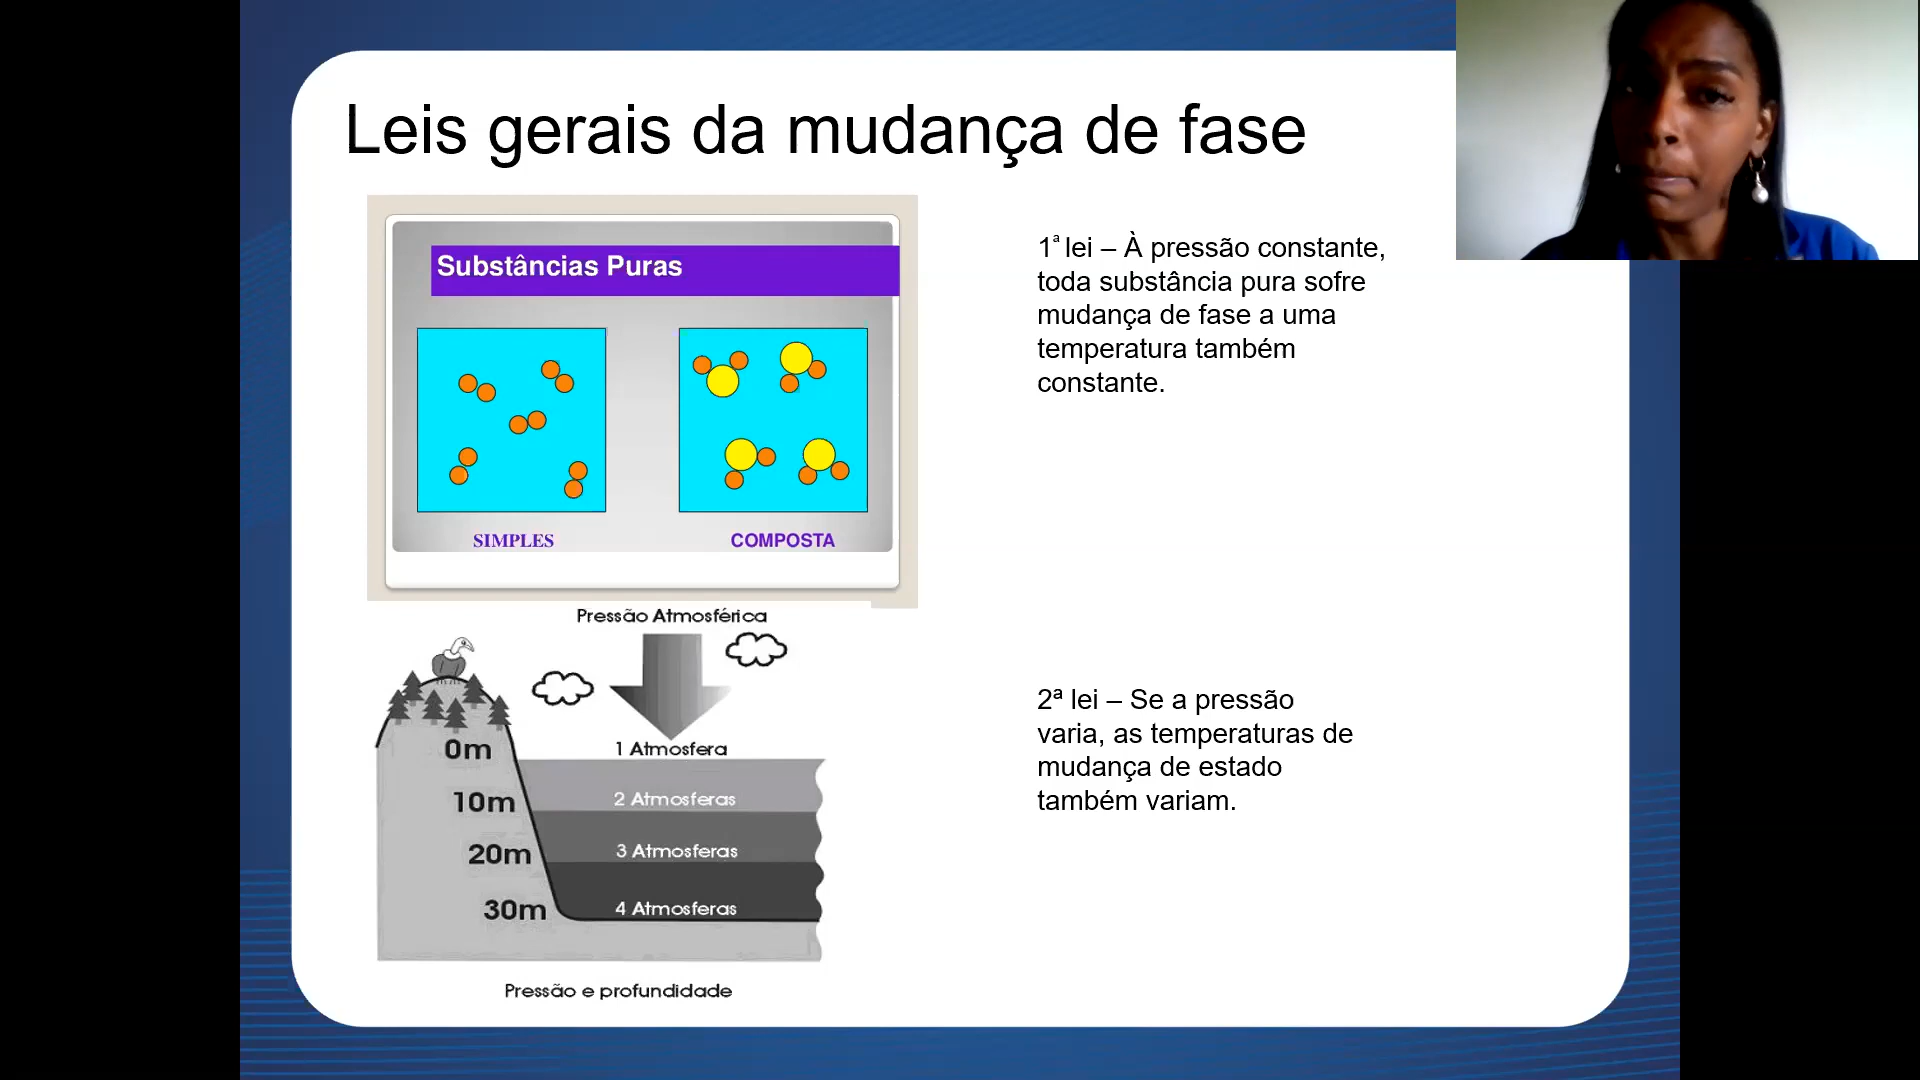 Leis gerais da mudança de fase
Substâncias Puras
SIMPLES
COMPOSTA
1ª lei – À pressão constante,
toda substância pura sofre
mudança de fase a uma
temperatura também
constante.
Pressão Atmosférica
0m
1 Atmosfera
10m
2 Atmosferas
20m
3 Atmosferas
30m
4 Atmosferas
Pressão e profundidade
2ª lei – Se a pressão
varia, as temperaturas de
mudança de estado
também variam.